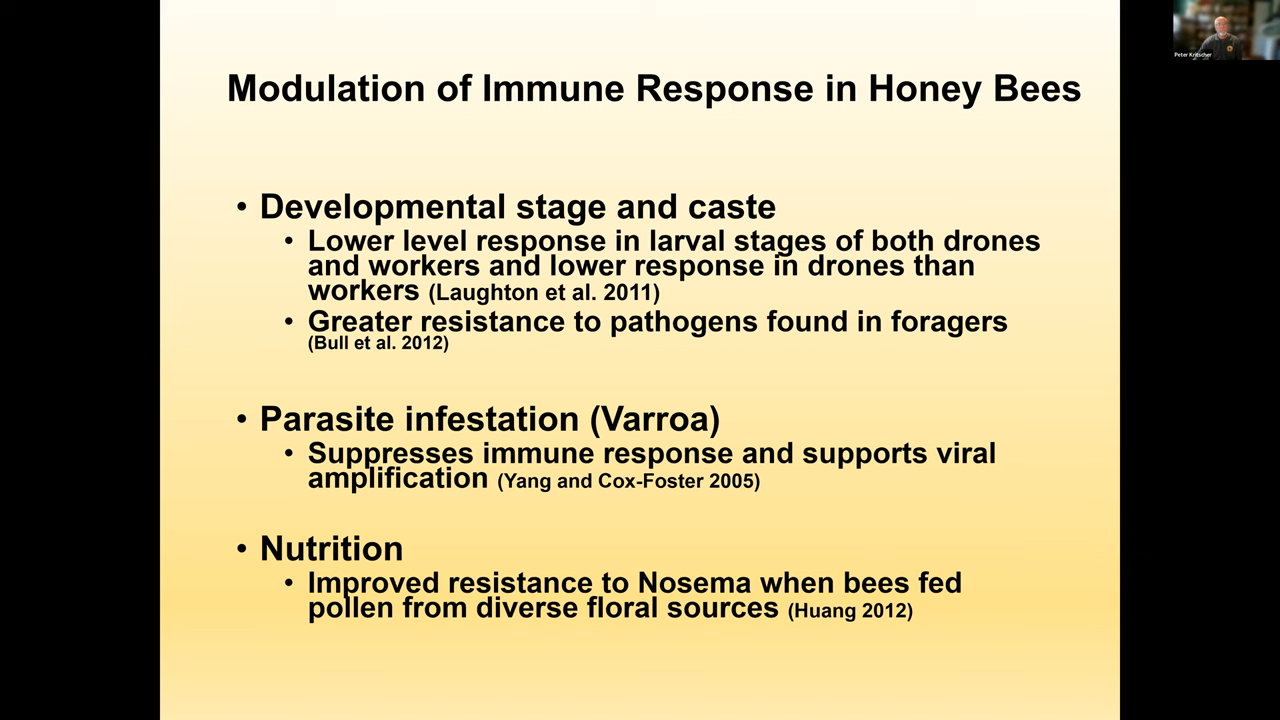 Peter Kritscher
Modulation of Immune Response in Honey Bees
• Developmental stage and caste
• Lower level response in larval stages of both drones
and workers and lower response in drones than
workers (Laughton et al. 2011)
• Greater resistance to pathogens found in foragers
(Bull et al. 2012)
• Parasite infestation (Varroa)
• Suppresses immune response and supports viral
amplification (Yang and Cox-Foster 2005)
• Nutrition
• Improved resistance to Nosema when bees fed
pollen from diverse floral sources (Huang 2012)